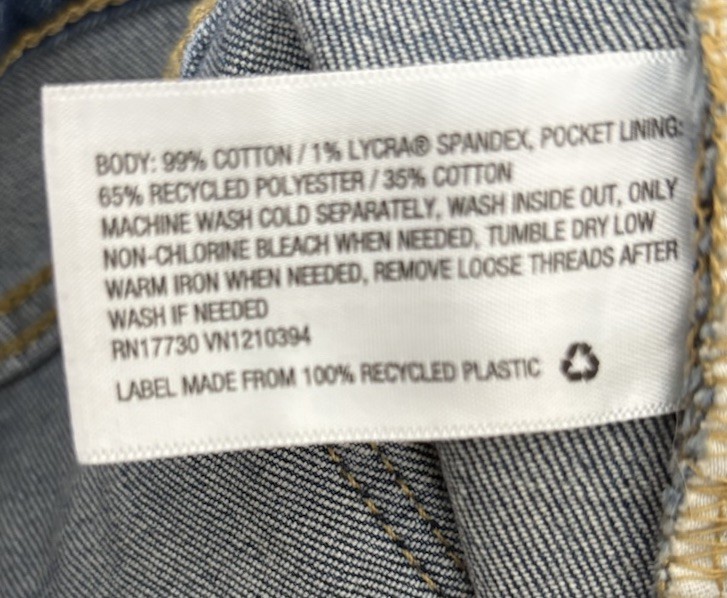 BODY: 99% COTTON / 1% LYCRA® SPANDEX, POCKET LINING:
65% RECYCLED POLYESTER / 35% COTTON
MACHINE WASH COLD SEPARATELY, WASH INSIDE OUT, ONLY
NON-CHLORINE BLEACH WHEN NEEDED, TUMBLE DRY LOW
WARM IRON WHEN NEEDED, REMOVE LOOSE THREADS AFTER
WASH IF NEEDED
RN17730 VN1210394
LABEL MADE FROM 100% RECYCLED PLASTIC